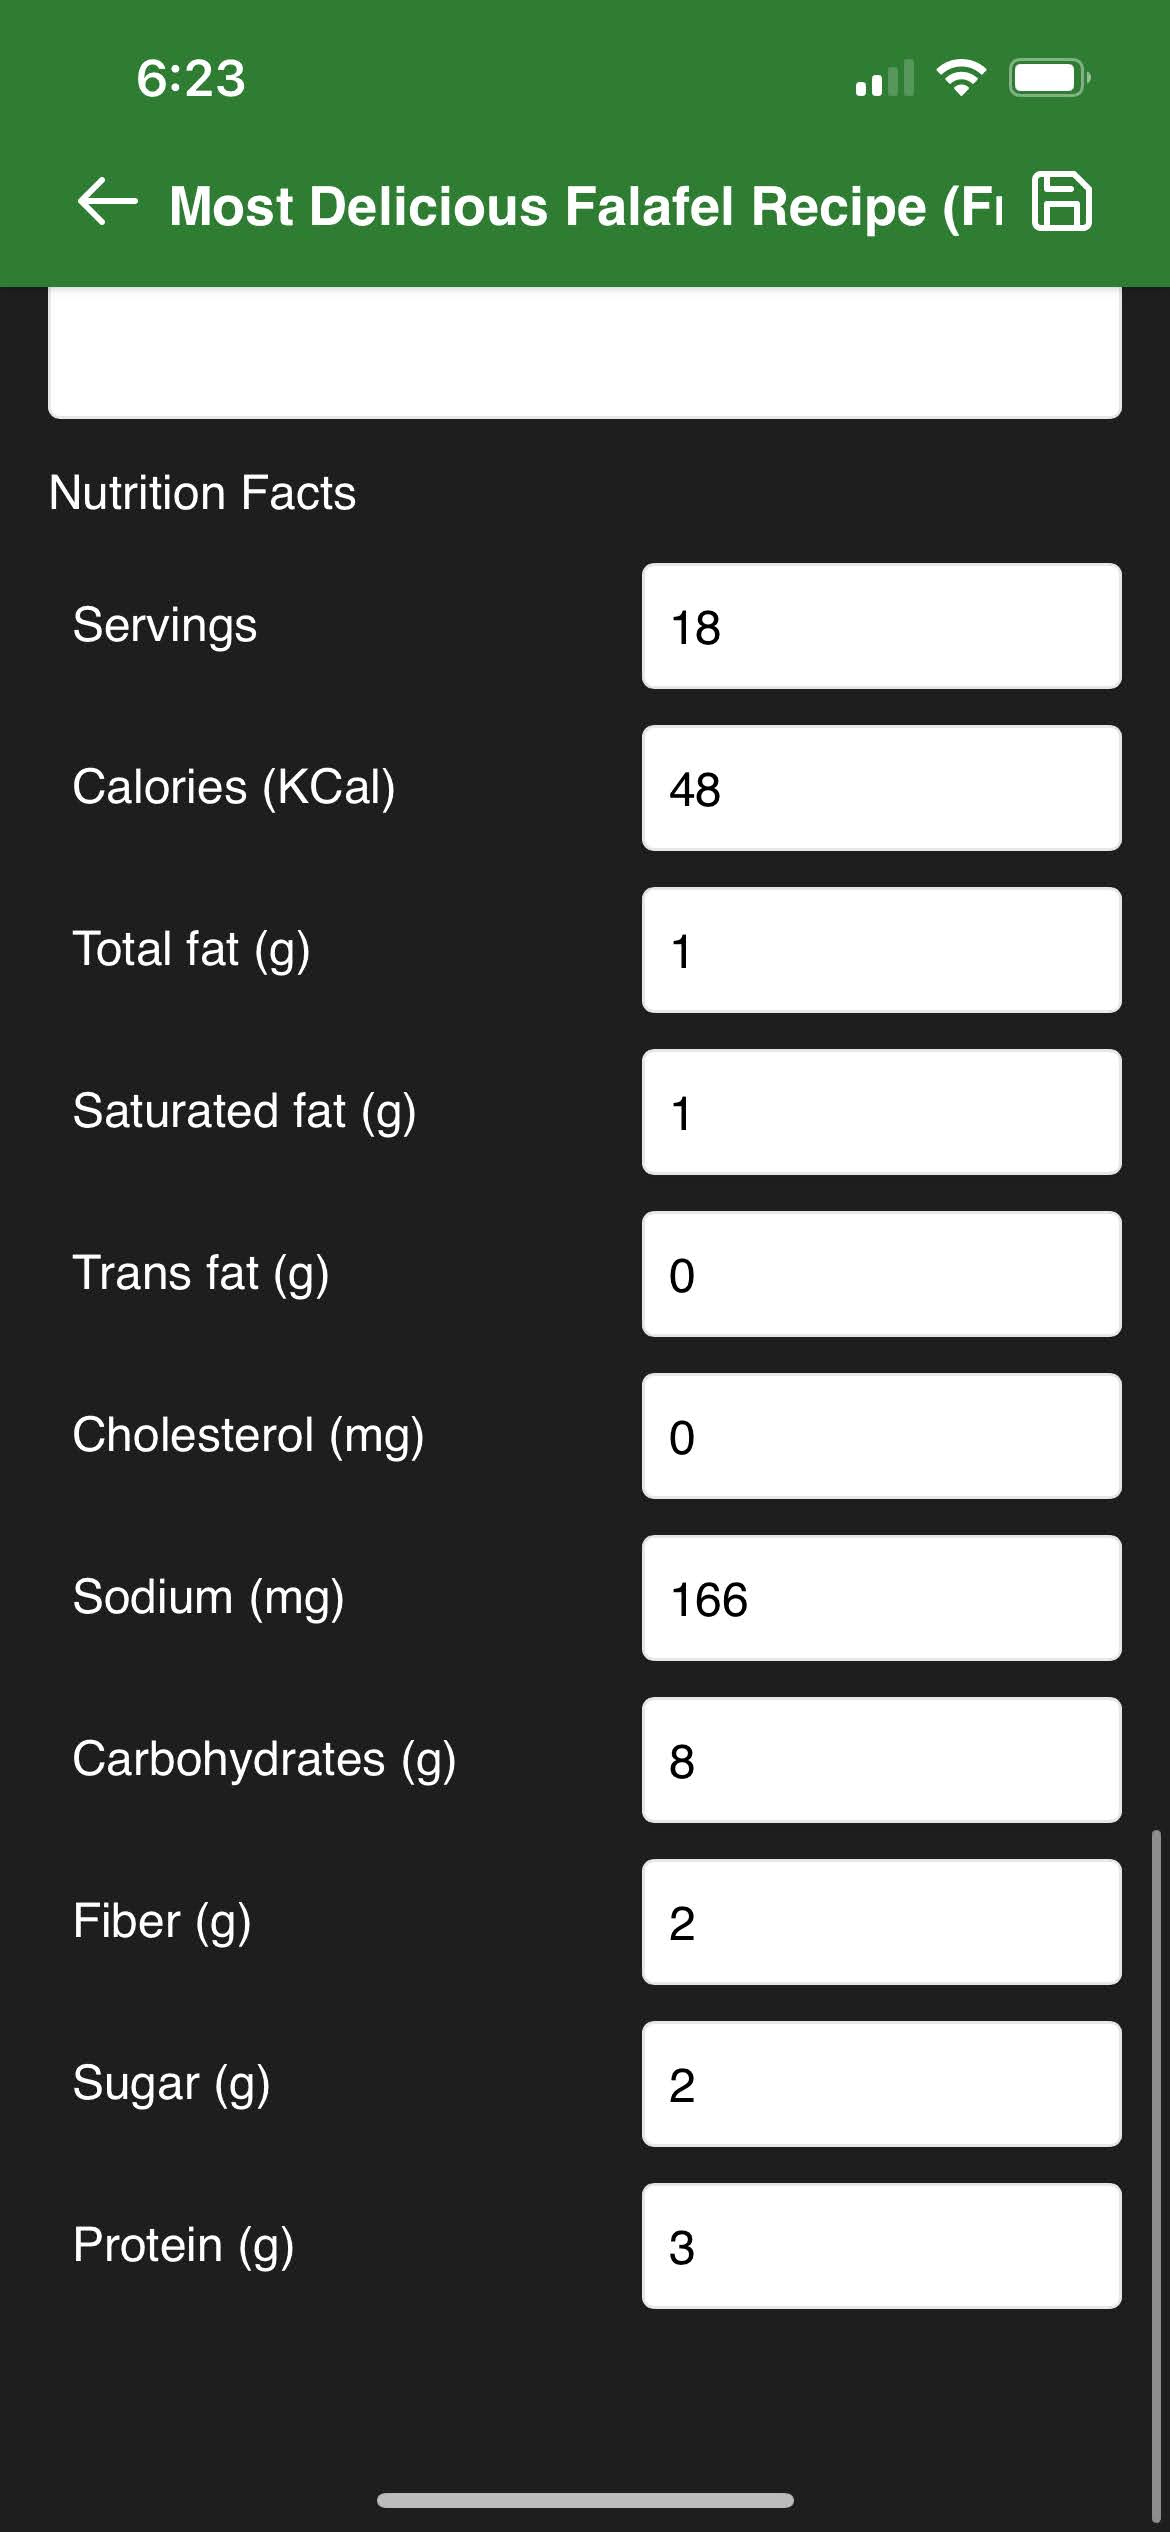 6:23
Most Delicious Falafel Recipe (F
Nutrition Facts
Servings 18
Calories (KCal) 48
Total fat (g) 1
Saturated fat (g) 1
Trans fat (g) 0
Cholesterol (mg) 0
Sodium (mg) 166
Carbohydrates (g) 8
Fiber (g) 2
Sugar (g) 2
Protein (g) 3